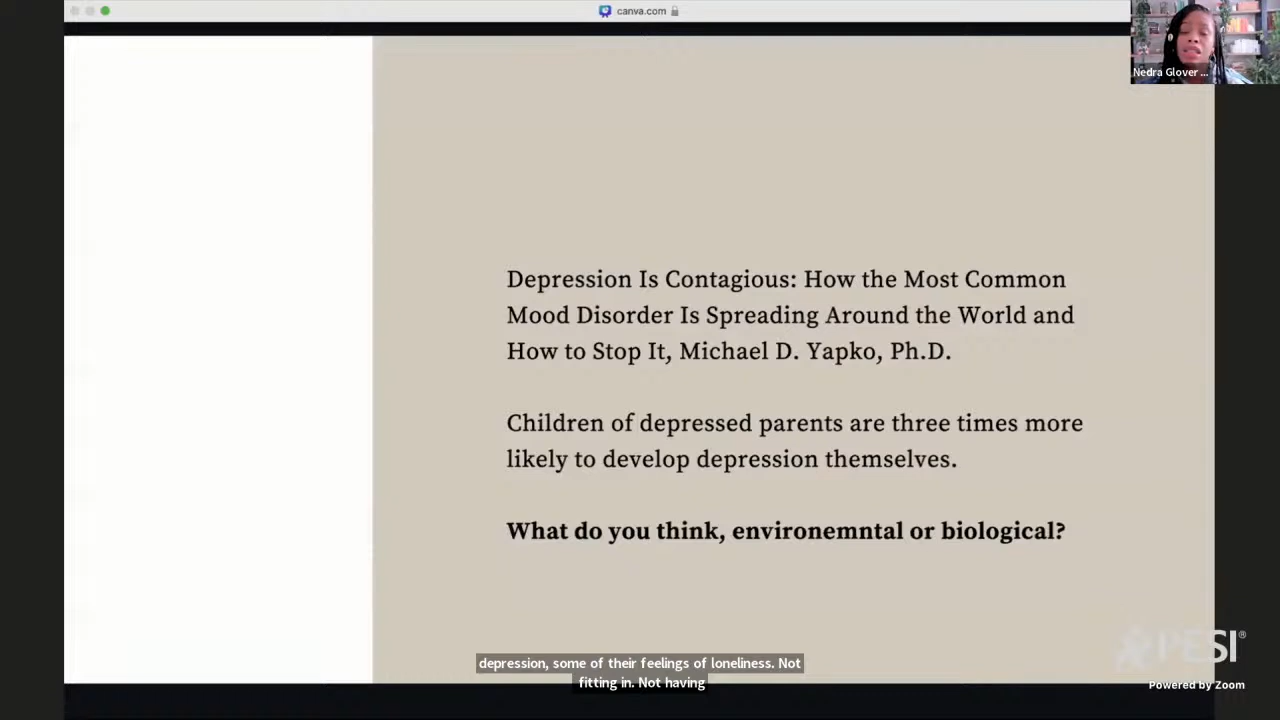 canva.com
Nedra Glover ...
Depression Is Contagious: How the Most Common
Mood Disorder Is Spreading Around the World and
How to Stop It, Michael D. Yapko, Ph.D.
Children of depressed parents are three times more
likely to develop depression themselves.
What do you think, environemntal or biological?
depression, some of their feelings of loneliness. Not
fitting in. Not having
PESI®
Powered by Zoom